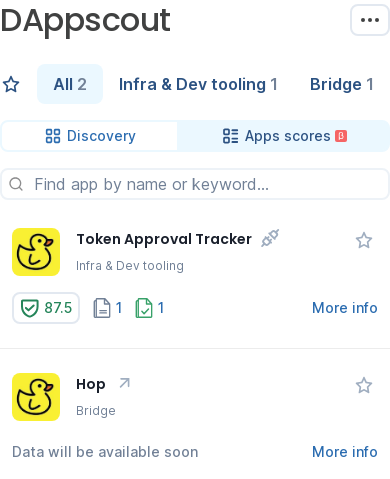 DAppscout
All 2
Infra & Dev tooling 1
Bridge 1
Discovery
Apps scores β
Find app by name or keyword...
Token Approval Tracker
Infra & Dev tooling
87.5
1
1
More info
Hop
Bridge
Data will be available soon
More info